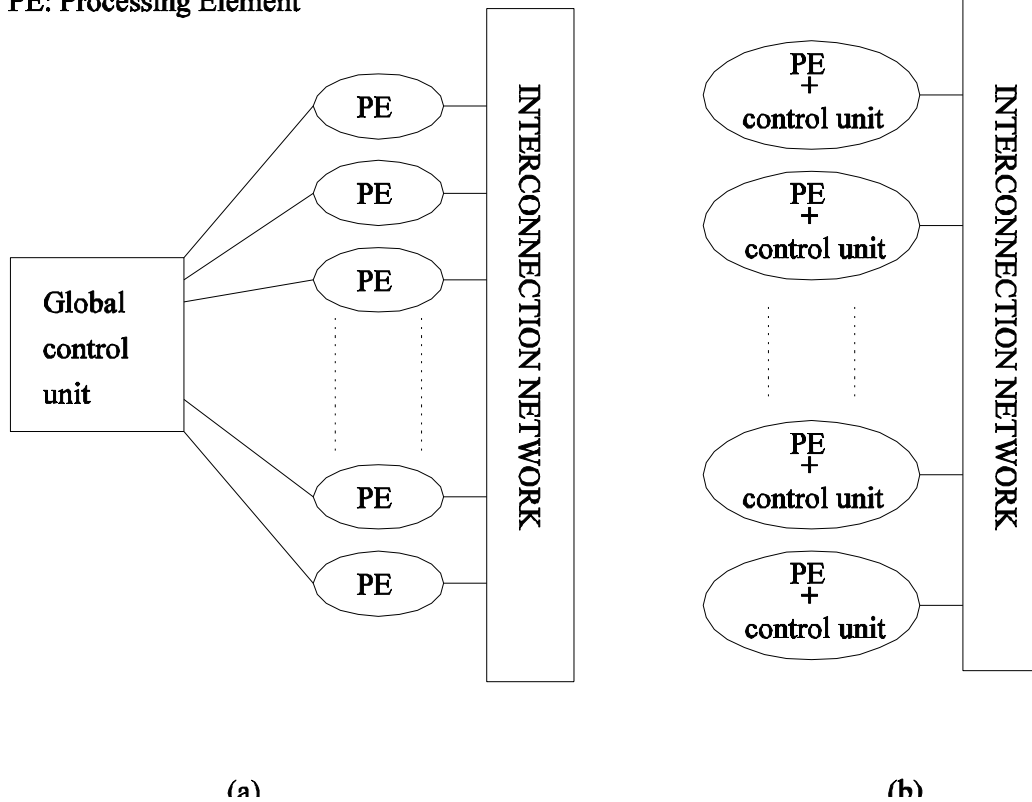 PE: Processing Element
PE
PE
PE
Global
control
unit
PE
PE
INTERCONNECTION NETWORK
PE
+
control unit
PE
+
control unit
PE
+
control unit
PE
+
control unit
INTERCONNECTION NETWORK
(a)
(b)